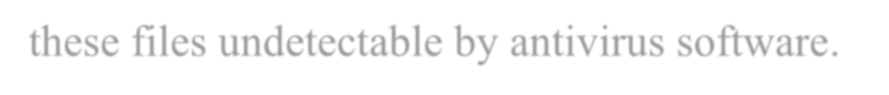 these files undetectable by antivirus software.